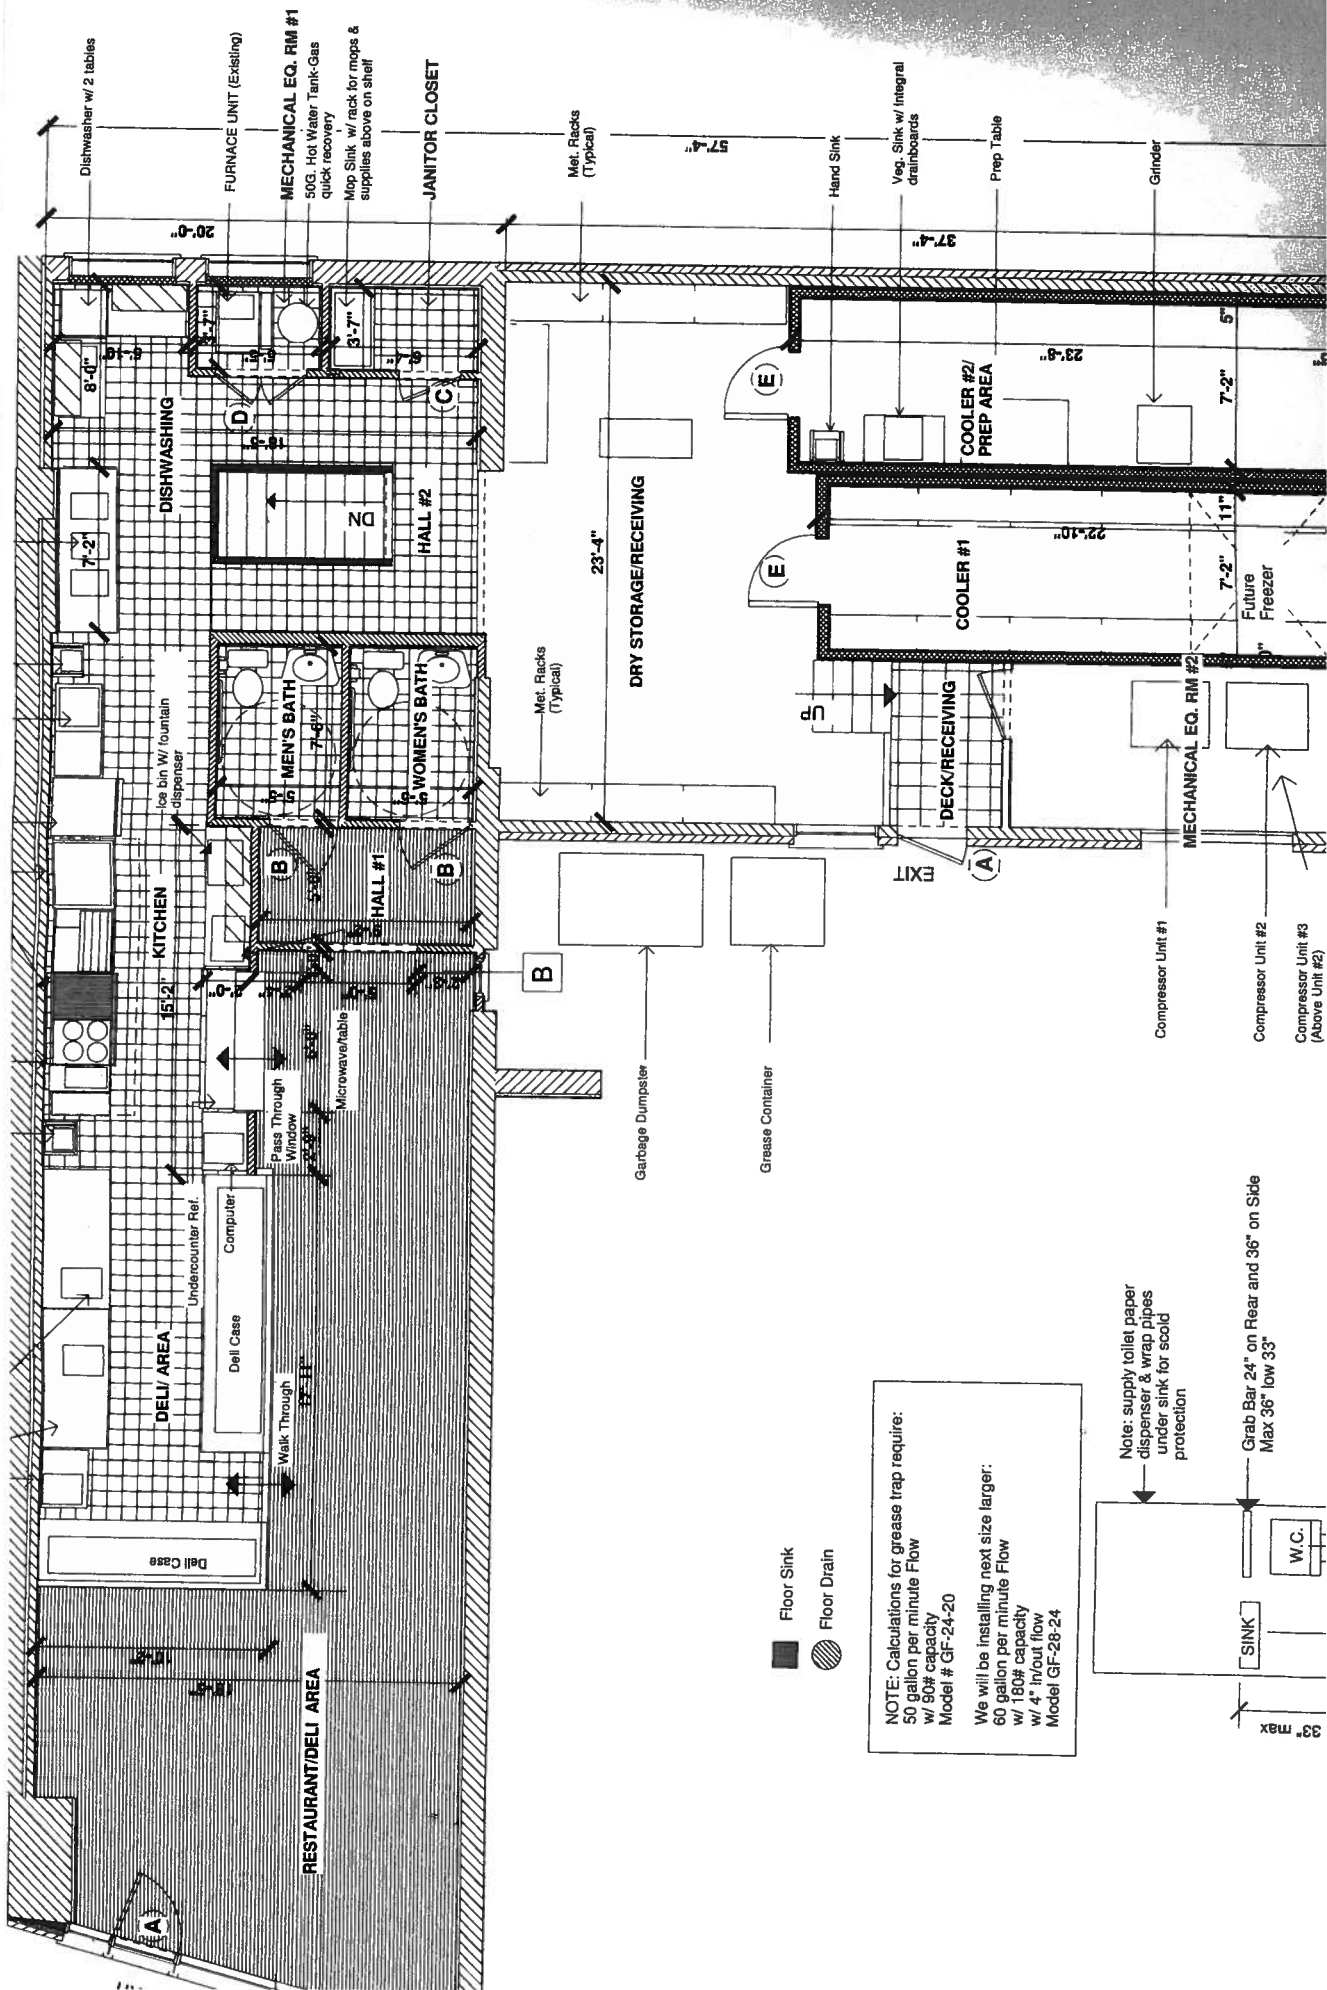 Dishwasher w/ 2 tables
FURNACE UNIT (Existing)
MECHANICAL EQ. RM #1
50G. Hot Water Tank-Gas
quick recovery
Mop Sink w/ rack for mops &
supplies above on shelf
JANITOR CLOSET
Met. Racks
(Typical)
Hand Sink
Veg. Sink w/ Integral
drainboards
Prep Table
Grinder
57'-4"
20'-0"
37'-4"
8'-0"
3'-7"
DISHWASHING
D
C
7'-2"
DN
HALL #2
23'-4"
DRY STORAGE/RECEIVING
E
E
COOLER #2/
PREP AREA
23'-8"
7'-2"
5"
COOLER #1
22'-10"
7'-2"
11"
Future
Freezer
Ice bin W/ fountain
dispenser
MEN'S BATH
7'-6"
WOMEN'S BATH
Met. Racks
(Typical)
UP
DECK/RECEIVING
MECHANICAL EQ. RM #2
KITCHEN
15'-2"
B
B
HALL #1
5'-0"
EXIT
A
B
Compressor Unit #1
Compressor Unit #2
Compressor Unit #3
(Above Unit #2)
Pass Through
Window
Microwave/table
Garbage Dumpster
Grease Container
Undercounter Ref.
Computer
DELI/ AREA
Deli Case
Walk Through
17'-11"
Deli Case
RESTAURANT/DELI AREA
A
Floor Sink
Floor Drain
NOTE: Calculations for grease trap require:
50 gallon per minute Flow
w/ 90# capacity
Model # GF-24-20
We will be installing next size larger:
60 gallon per minute Flow
w/ 180# capacity
w/ 4" in/out flow
Model GF-28-24
Note: supply toilet paper
dispenser & wrap pipes
under sink for scold
protection
Grab Bar 24" on Rear and 36" on Side
Max 36" low 33"
W.C.
SINK
33" max